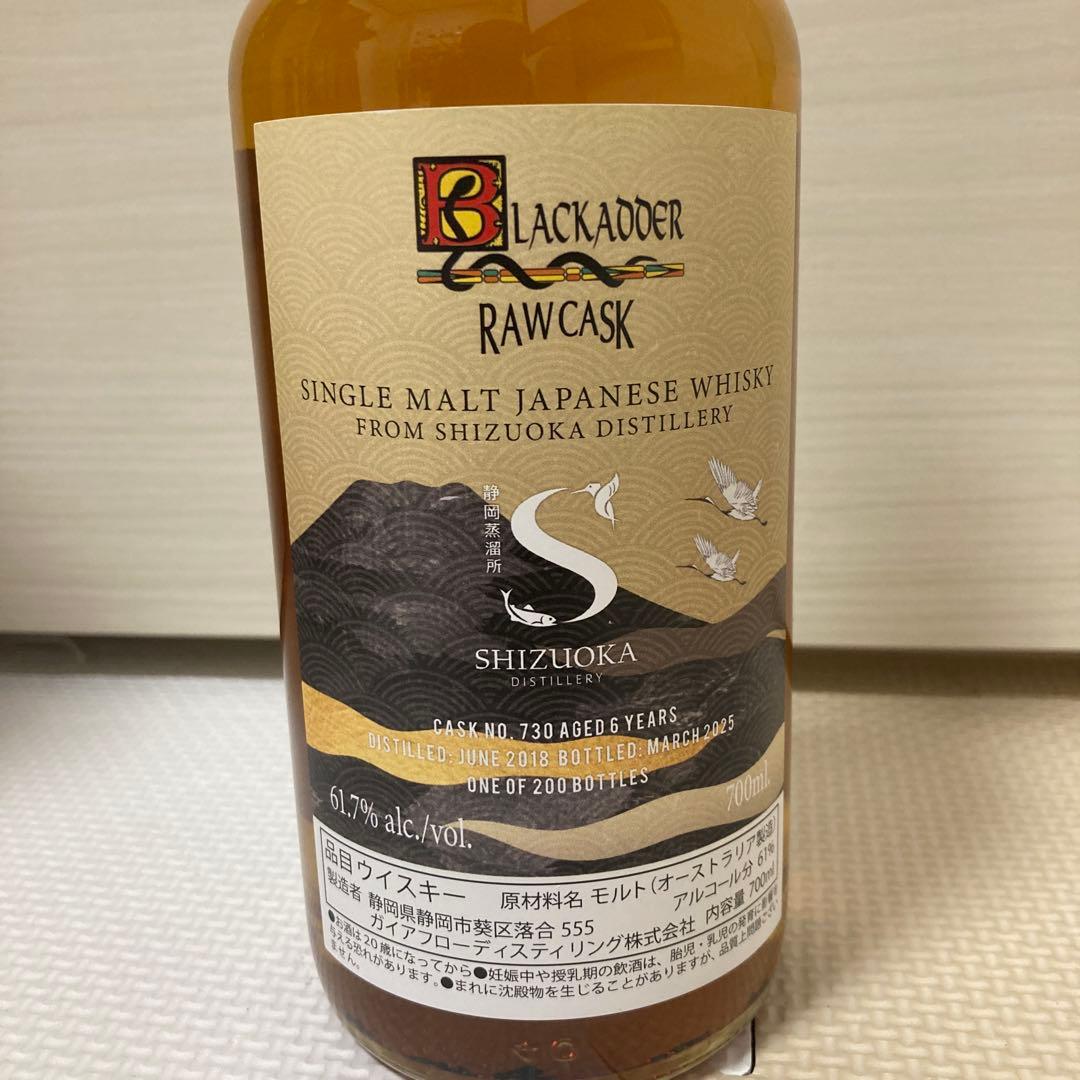 BLACKADDER
RAW CASK
SINGLE MALT JAPANESE WHISKY
FROM SHIZUOKA DISTILLERY
静岡蒸溜所
S
SHIZUOKA
DISTILLERY
CASK NO. 730 AGED 6 YEARS
DISTILLED: JUNE 2018 BOTTLED: MARCH 2025
ONE OF 200 BOTTLES
61.7% alc./vol.
700ml.
品目 ウイスキー 原材料名 モルト(オーストラリア製造)
製造者 静岡県静岡市葵区落合 555 アルコール分 61%
ガイアフローディスティリング株式会社 内容量 700ml
●お酒は20歳になってから●妊娠中や授乳期の飲酒は、胎児・乳児の発育に悪影響を
与える恐れがあります。●まれに沈殿物を生じることがありますが、品質上問題ござい
ません。